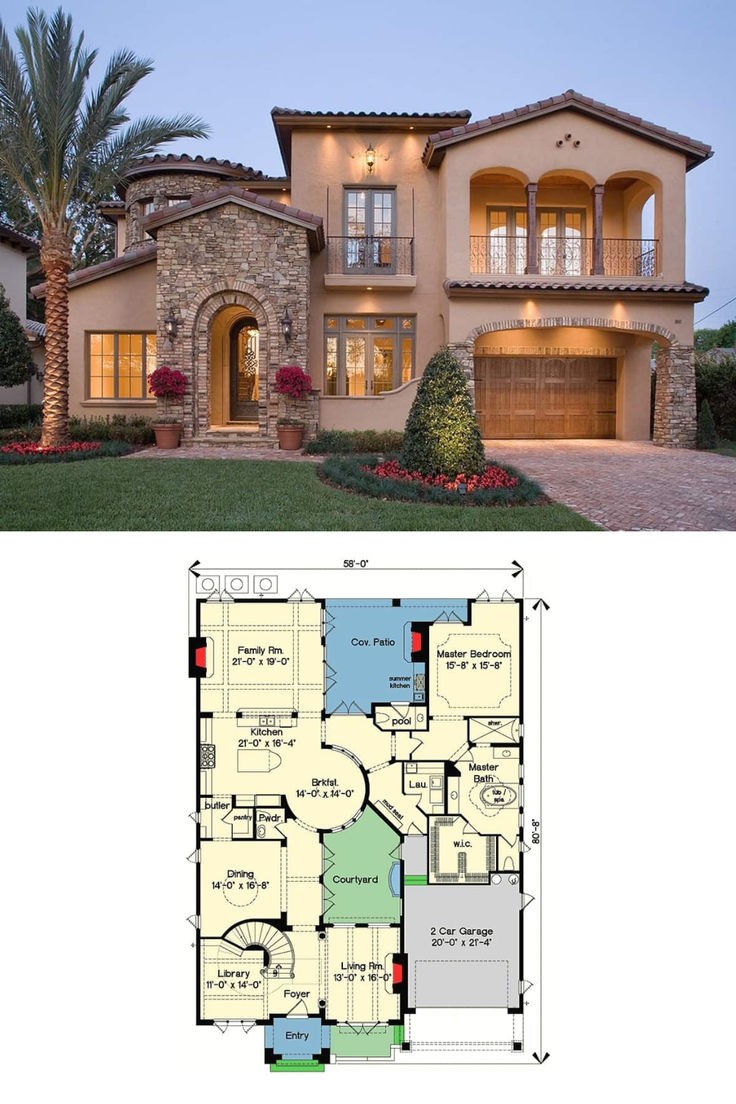 58'-0"
Family Rm.
21'-0" x 19'-0"
Cov. Patio
summer
kitchen
Master Bedroom
15'-8" x 15'-8"
pool
shwr
Kitchen
21'-0" x 16'-4"
Brkfst.
14'-0" x 14'-0"
Lau.
mud seat
Master
Bath
tub /
spa
butler
pantry
Pwdr.
w.i.c.
80'-8"
Dining
14'-0" x 16'-8"
Courtyard
2 Car Garage
20'-0" x 21'-4"
Library
11'-0" x 14'-0"
Living Rm.
13'-0" x 16'-0"
Foyer
Entry